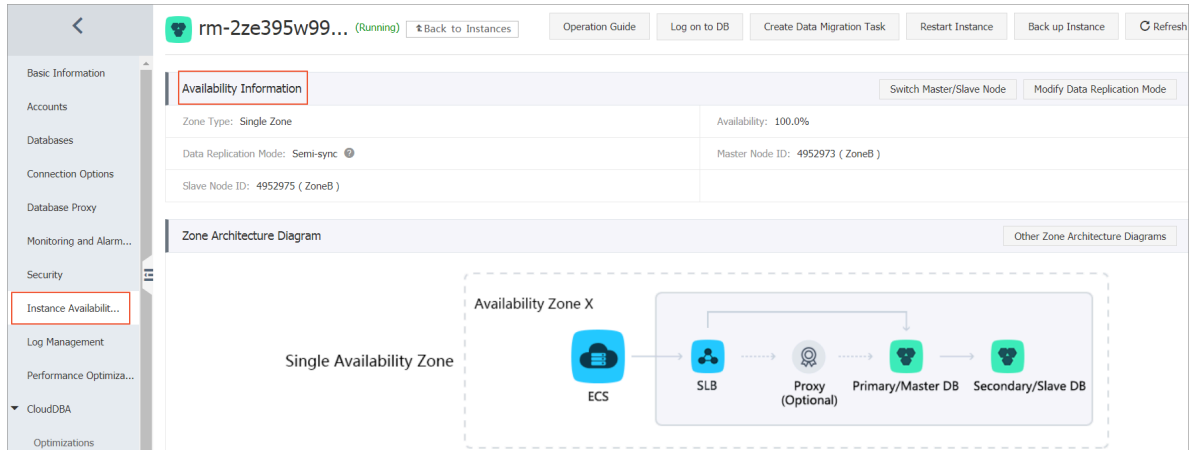 rm-2ze395w99... (Running) Back to Instances Operation Guide Log on to DB Create Data Migration Task Restart Instance Back up Instance Refresh
Basic Information
Accounts
Databases
Connection Options
Database Proxy
Monitoring and Alarm...
Security
Instance Availabilit...
Log Management
Performance Optimiza...
CloudDBA
Optimizations
Availability Information Switch Master/Slave Node Modify Data Replication Mode
Zone Type: Single Zone Availability: 100.0%
Data Replication Mode: Semi-sync Master Node ID: 4952973 ( ZoneB )
Slave Node ID: 4952975 ( ZoneB )
Zone Architecture Diagram Other Zone Architecture Diagrams
Availability Zone X
Single Availability Zone
ECS
SLB
Proxy
(Optional)
Primary/Master DB
Secondary/Slave DB